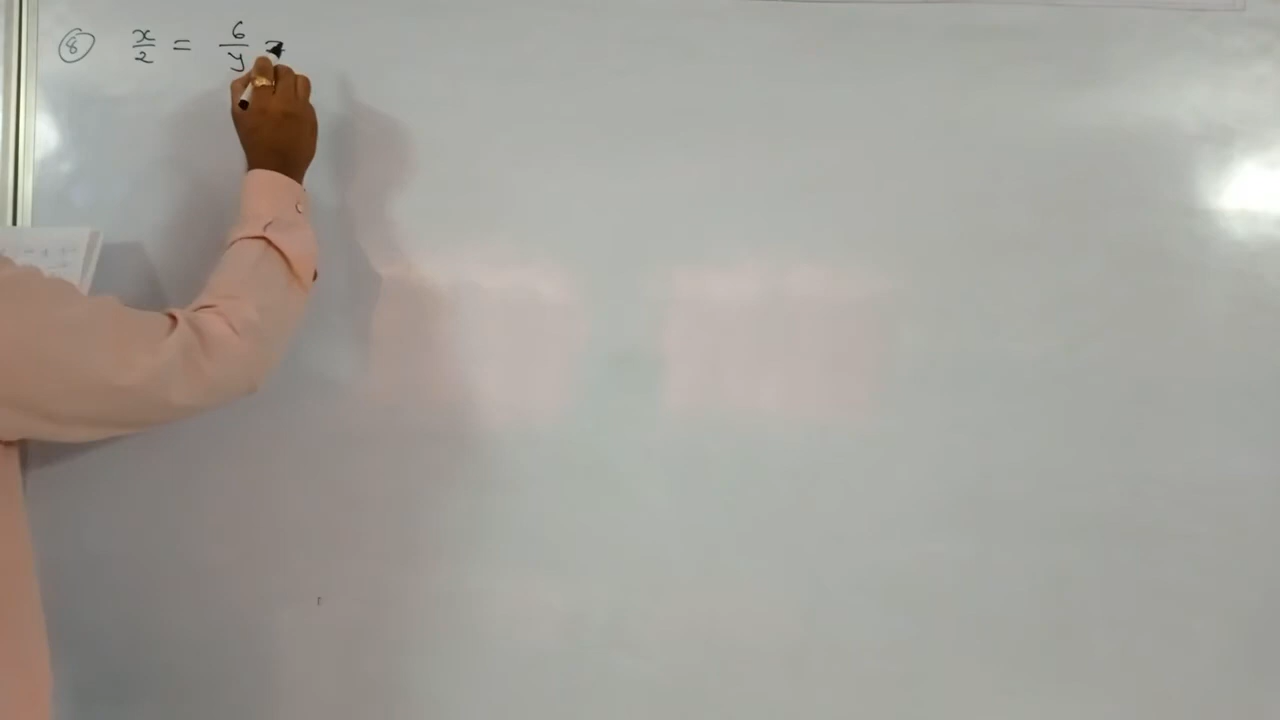 ⑧ x/2 = 6/y =